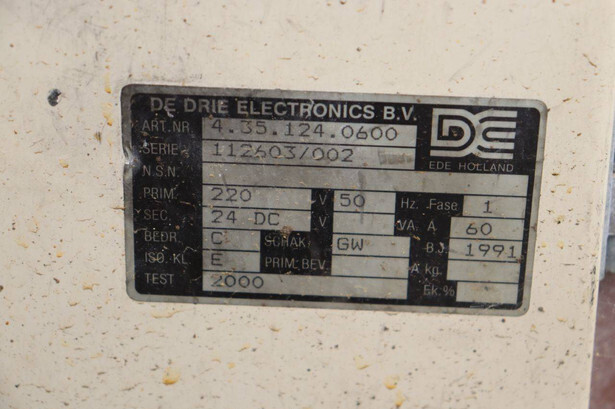 DE DRIE ELECTRONICS B.V.
ART.NR 4.35.124.0600
SERIE 112603/002
DE
EDE HOLLAND
N.S.N.
PRIM. 220 V 50 Hz. Fase 1
SEC. 24 DC V VA. A 60
BEDR. C SCHAK GW B.J. 1991
ISO. KL E PRIM. BEV. A kg.
TEST 2000 Ek.%